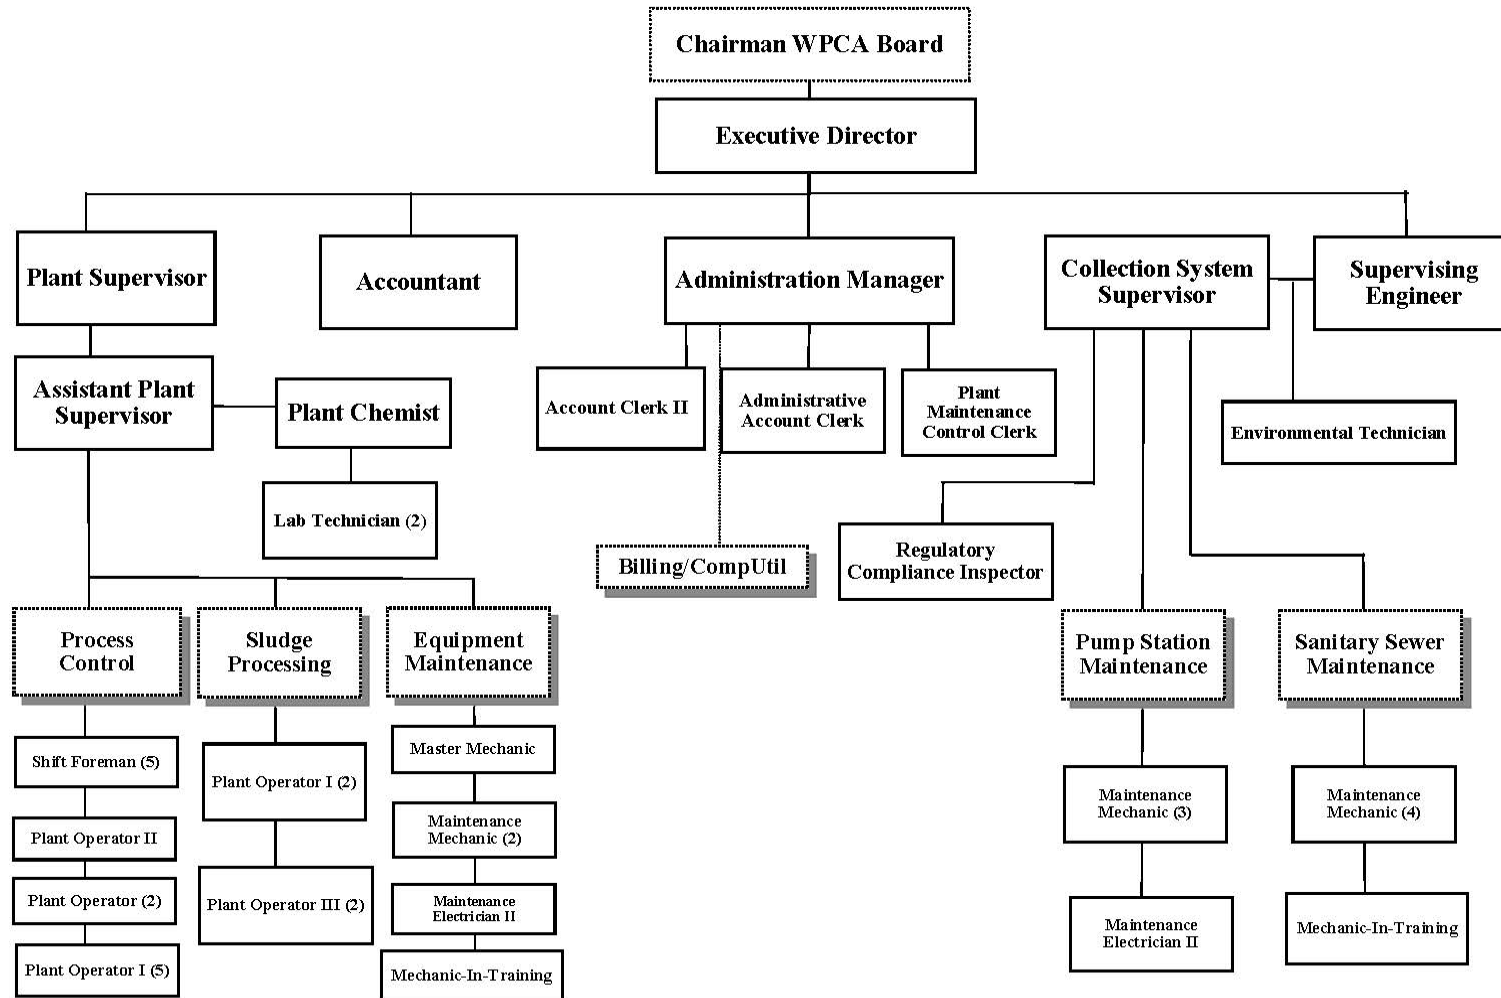 Chairman WPCA Board
Executive Director
Plant Supervisor
Accountant
Administration Manager
Collection System
Supervisor
Supervising
Engineer
Assistant Plant
Supervisor
Plant Chemist
Account Clerk II
Administrative
Account Clerk
Plant
Maintenance
Control Clerk
Environmental Technician
Lab Technician (2)
Billing/CompUtil
Regulatory
Compliance Inspector
Process
Control
Sludge
Processing
Equipment
Maintenance
Pump Station
Maintenance
Sanitary Sewer
Maintenance
Shift Foreman (5)
Plant Operator II
Plant Operator (2)
Plant Operator I (5)
Plant Operator I (2)
Plant Operator III (2)
Master Mechanic
Maintenance
Mechanic (2)
Maintenance
Electrician II
Mechanic-In-Training
Maintenance
Mechanic (3)
Maintenance
Electrician II
Maintenance
Mechanic (4)
Mechanic-In-Training